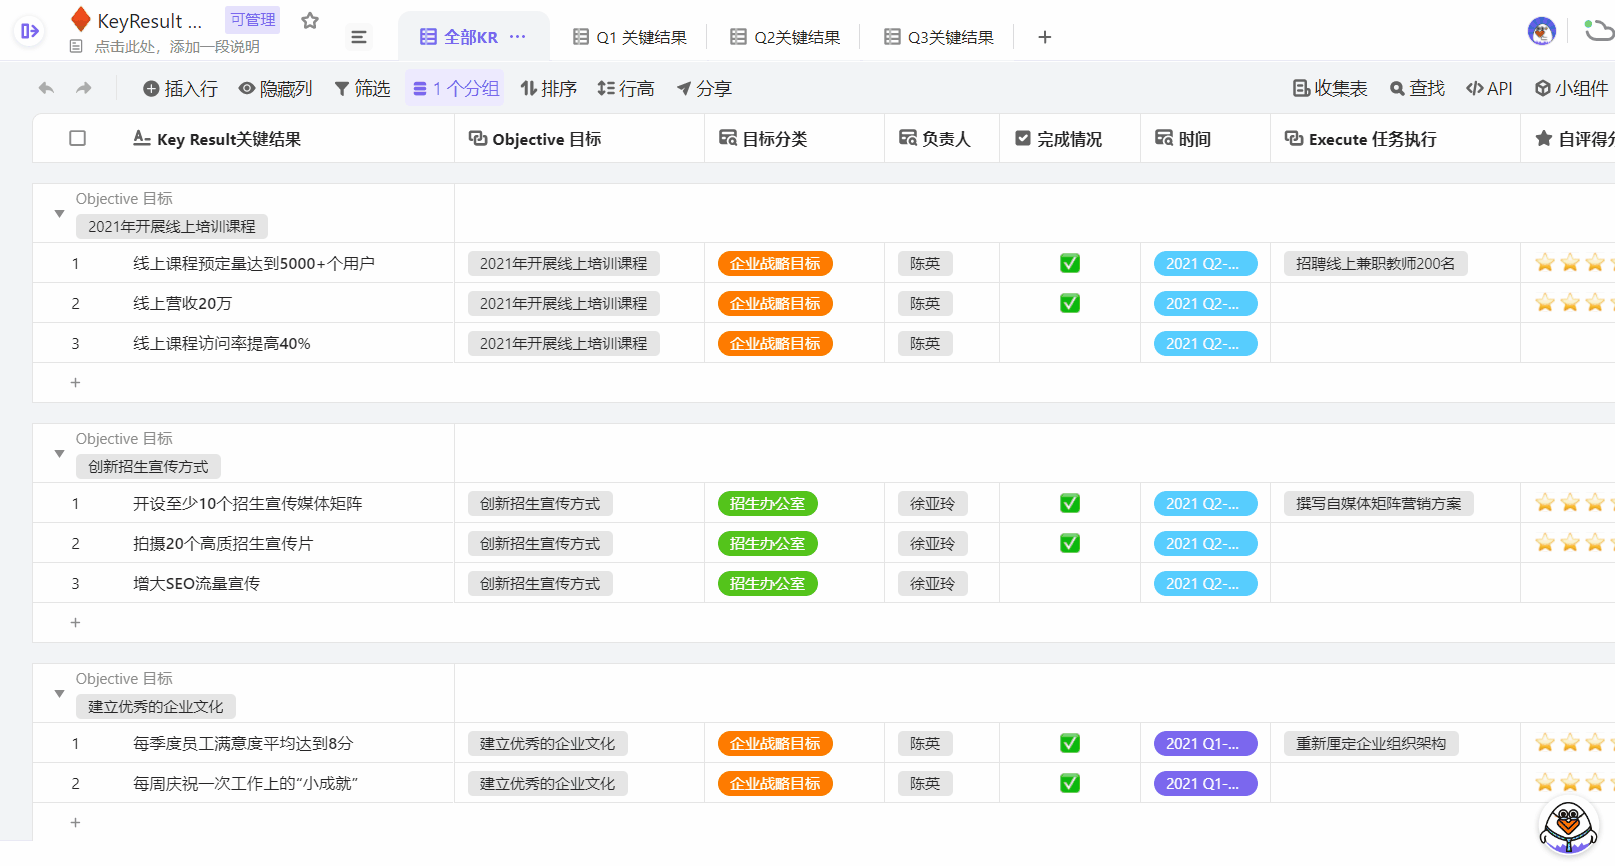 KeyResult ...
可管理
点击此处，添加一段说明
全部KR ···
Q1 关键结果
Q2关键结果
Q3关键结果
插入行
隐藏列
筛选
1 个分组
排序
行高
分享
收集表
查找
API
小组件
Key Result关键结果
Objective 目标
目标分类
负责人
完成情况
时间
Execute 任务执行
自评得分
Objective 目标
2021年开展线上培训课程
1 线上课程预定量达到5000+个用户 2021年开展线上培训课程 企业战略目标 陈英 2021 Q2-... 招聘线上兼职教师200名
2 线上营收20万 2021年开展线上培训课程 企业战略目标 陈英 2021 Q2-...
3 线上课程访问率提高40% 2021年开展线上培训课程 企业战略目标 陈英 2021 Q2-...
+
Objective 目标
创新招生宣传方式
1 开设至少10个招生宣传媒体矩阵 创新招生宣传方式 招生办公室 徐亚玲 2021 Q2-... 撰写自媒体矩阵营销方案
2 拍摄20个高质招生宣传片 创新招生宣传方式 招生办公室 徐亚玲 2021 Q2-...
3 增大SEO流量宣传 创新招生宣传方式 招生办公室 徐亚玲 2021 Q2-...
+
Objective 目标
建立优秀的企业文化
1 每季度员工满意度平均达到8分 建立优秀的企业文化 企业战略目标 陈英 2021 Q1-... 重新厘定企业组织架构
2 每周庆祝一次工作上的“小成就” 建立优秀的企业文化 企业战略目标 陈英 2021 Q1-...
+